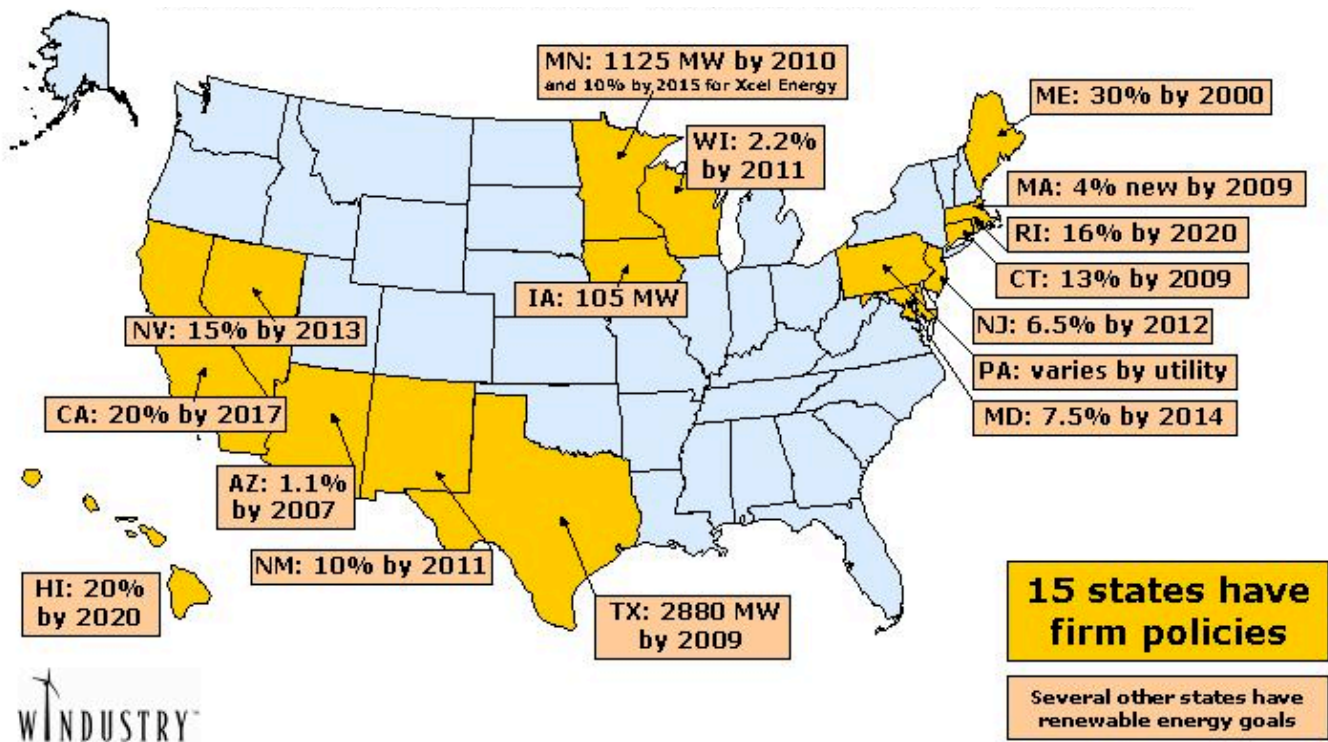 MN: 1125 MW by 2010
and 10% by 2015 for Xcel Energy
ME: 30% by 2000
WI: 2.2%
by 2011
MA: 4% new by 2009
RI: 16% by 2020
CT: 13% by 2009
IA: 105 MW
NV: 15% by 2013
NJ: 6.5% by 2012
PA: varies by utility
CA: 20% by 2017
MD: 7.5% by 2014
AZ: 1.1%
by 2007
NM: 10% by 2011
HI: 20%
by 2020
TX: 2880 MW
by 2009
15 states have
firm policies
Several other states have
renewable energy goals
WINDUSTRY™